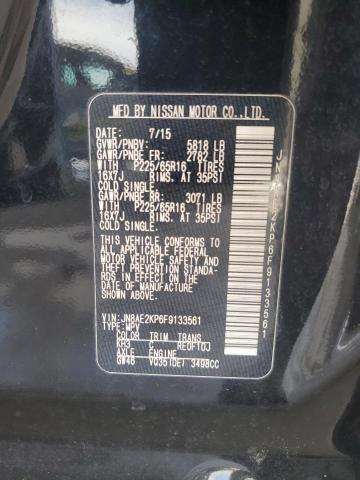 MFD BY NISSAN MOTOR CO.,LTD.
DATE: 7/15
GVWR/PNBV: 5618 LB
GAWR/PNBE FR: 2782 LB
WITH P225/65R16 TIRES
16X7J RIMS, AT 35PSI
COLD SINGLE.
GAWR/PNBE RR: 3071 LB
WITH P225/65R16 TIRES
16X7J RIMS, AT 35PSI
COLD SINGLE.
THIS VEHICLE CONFORMS
TO ALL APPLICABLE FEDERAL
MOTOR VEHICLE SAFETY AND
THEFT PREVENTION STANDA-
RDS IN EFFECT ON THE DATE
OF MANUFACTURE SHOWN
ABOVE.
VIN: JN8AE2KP6F9133561
TYPE: MPV
COLOR TRIM TRANS
KH3 C RE0F10J
AXLE ENGINE
GW46 VQ35(DE) 3498CC
JN8AE2KP6F9133561